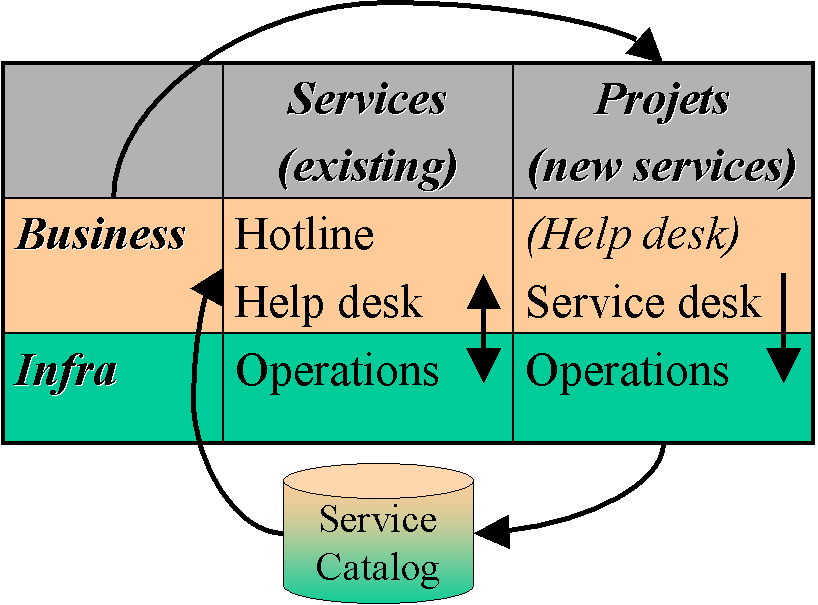 Services
(existing)
Projets
(new services)
Business
Hotline
Help desk
(Help desk)
Service desk
Infra
Operations
Operations
Service
Catalog